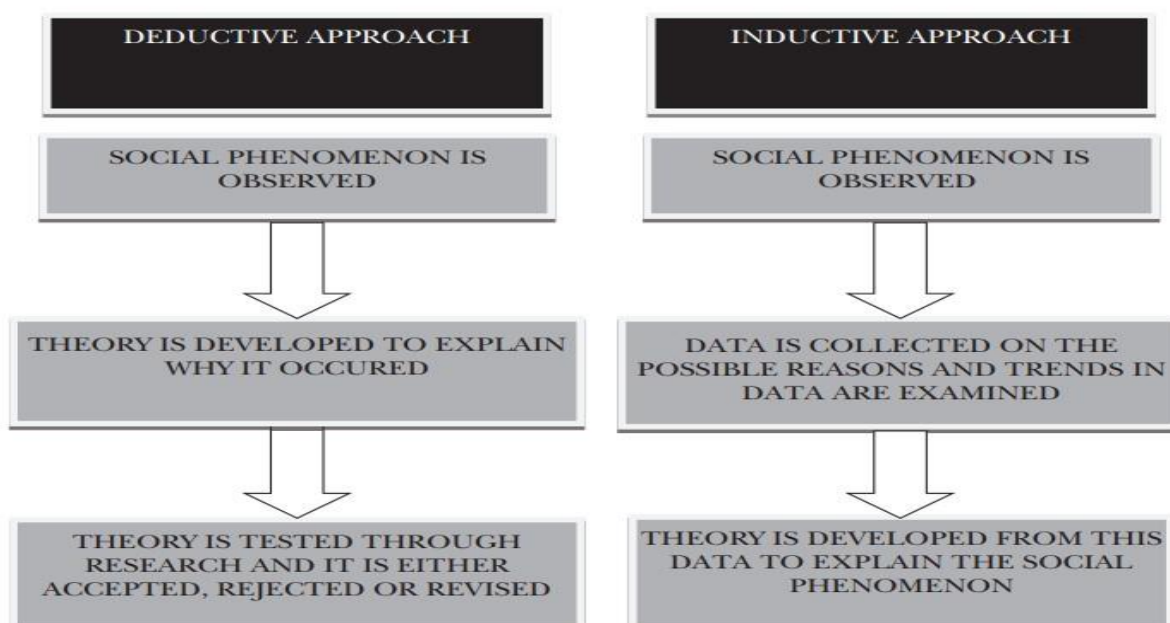 DEDUCTIVE APPROACH
SOCIAL PHENOMENON IS
OBSERVED
THEORY IS DEVELOPED TO EXPLAIN
WHY IT OCCURED
THEORY IS TESTED THROUGH
RESEARCH AND IT IS EITHER
ACCEPTED, REJECTED OR REVISED
INDUCTIVE APPROACH
SOCIAL PHENOMENON IS
OBSERVED
DATA IS COLLECTED ON THE
POSSIBLE REASONS AND TRENDS IN
DATA ARE EXAMINED
THEORY IS DEVELOPED FROM THIS
DATA TO EXPLAIN THE SOCIAL
PHENOMENON